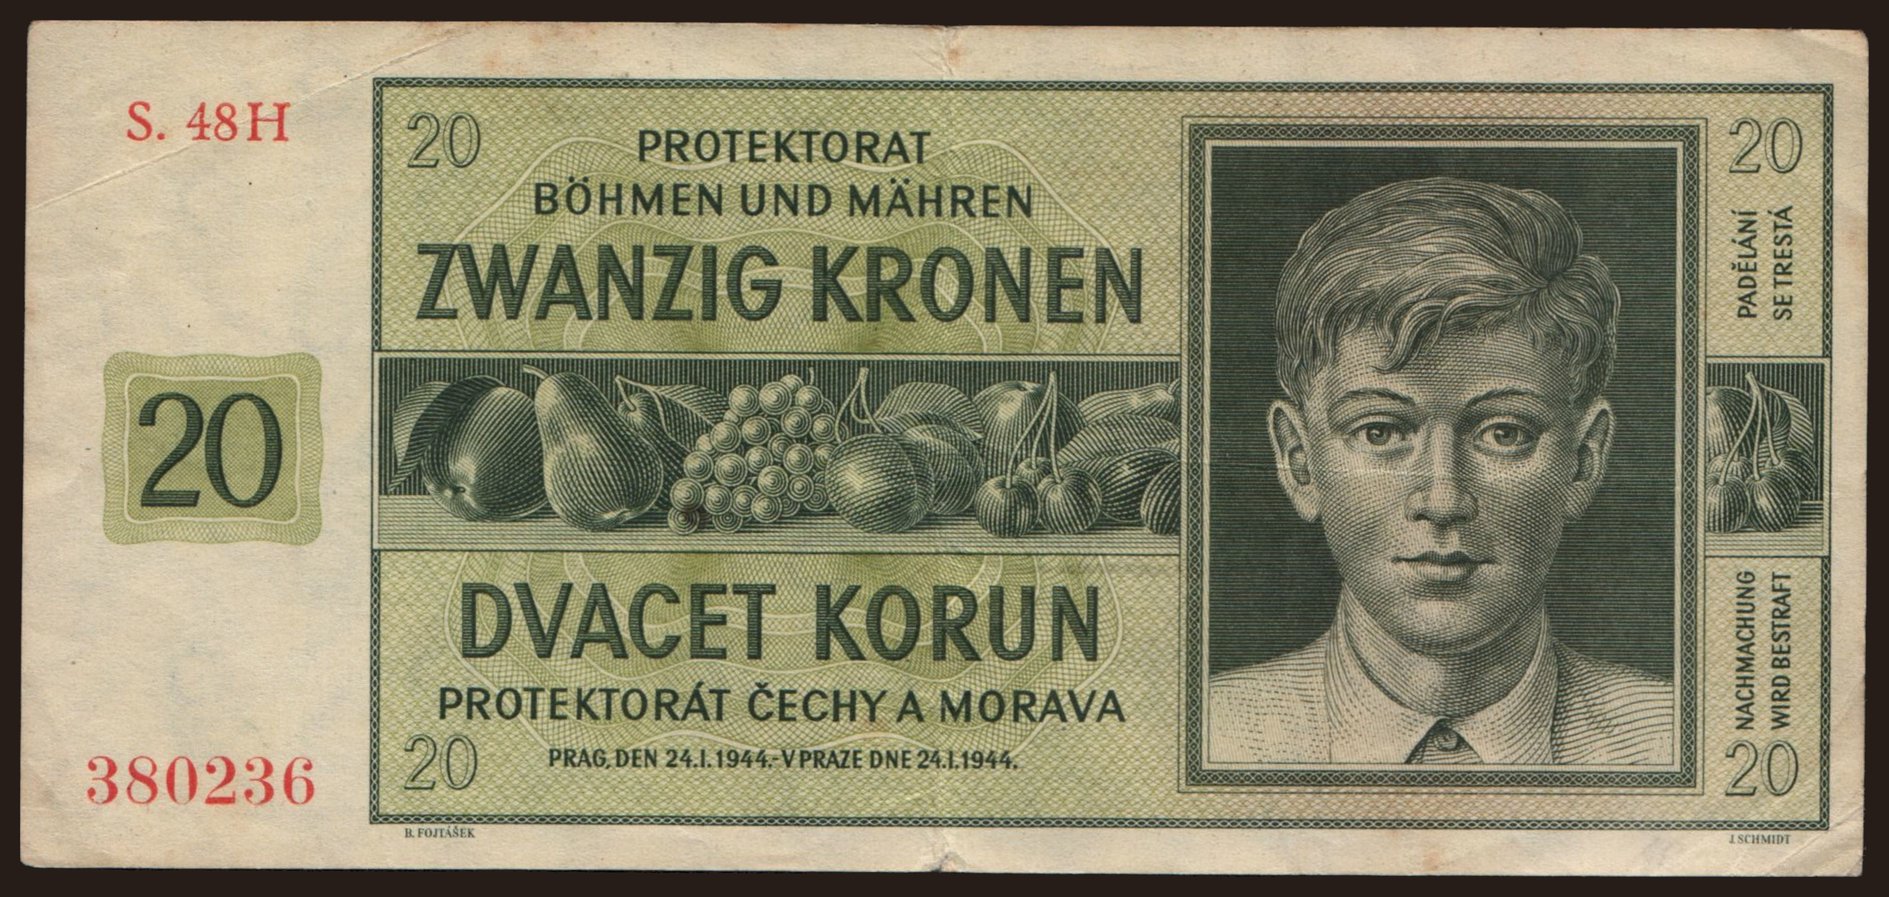 S. 48H
20
PROTEKTORAT
BÖHMEN UND MÄHREN
ZWANZIG KRONEN
20
DVACET KORUN
PROTEKTORÁT ČECHY A MORAVA
PRAG, DEN 24.I.1944.-V PRAZE DNE 24.I.1944.
20
380236
20
PADĚLÁNÍ
SE TRESTÁ
NACHMACHUNG
WIRD BESTRAFT
20
B. FOJTÁŠEK
J. SCHMIDT